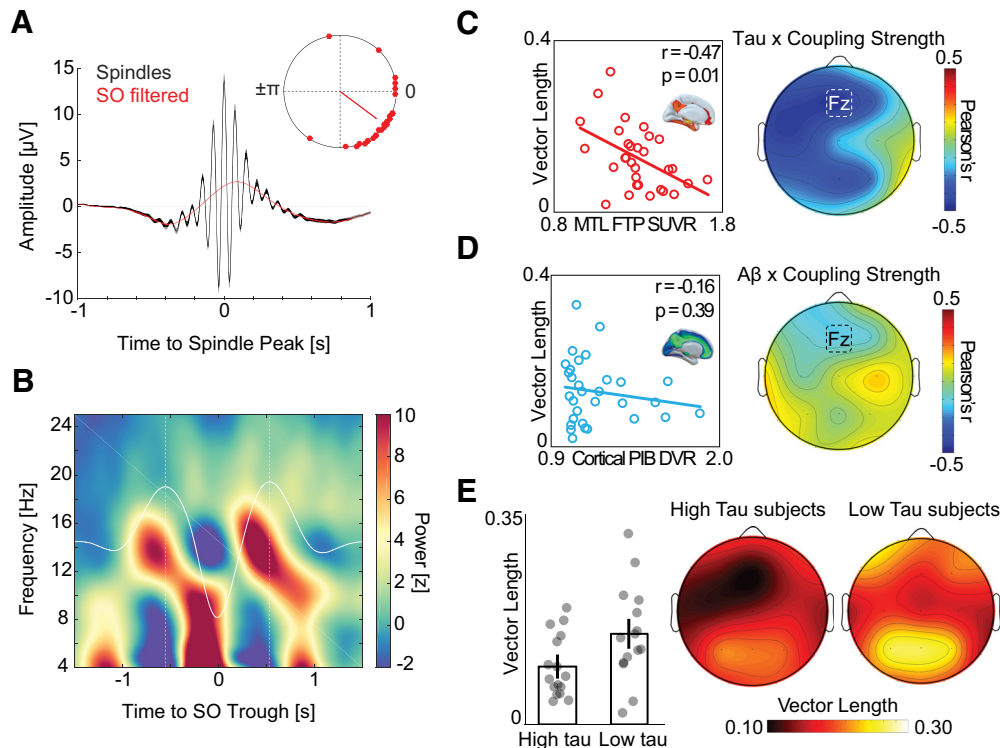 A
Spindles
SO filtered
±π
0
15
10
5
0
-5
-10
Amplitude [µV]
-1
0
1
Time to Spindle Peak [s]
B
24
20
16
12
8
4
Frequency [Hz]
-1
0
1
Time to SO Trough [s]
10
8
6
4
2
0
-2
Power [z]
C
0.4
0
Vector Length
r=-0.47
p=0.01
0.8
MTL FTP SUVR
1.8
Tau x Coupling Strength
Fz
0.5
-0.5
Pearson's r
D
0.4
0
Vector Length
r=-0.16
p=0.39
0.9
Cortical PIB DVR
2.0
Aβ x Coupling Strength
Fz
0.5
-0.5
Pearson's r
E
0.35
0
Vector Length
High tau
Low tau
High Tau subjects
Low Tau subjects
Vector Length
0.10
0.30